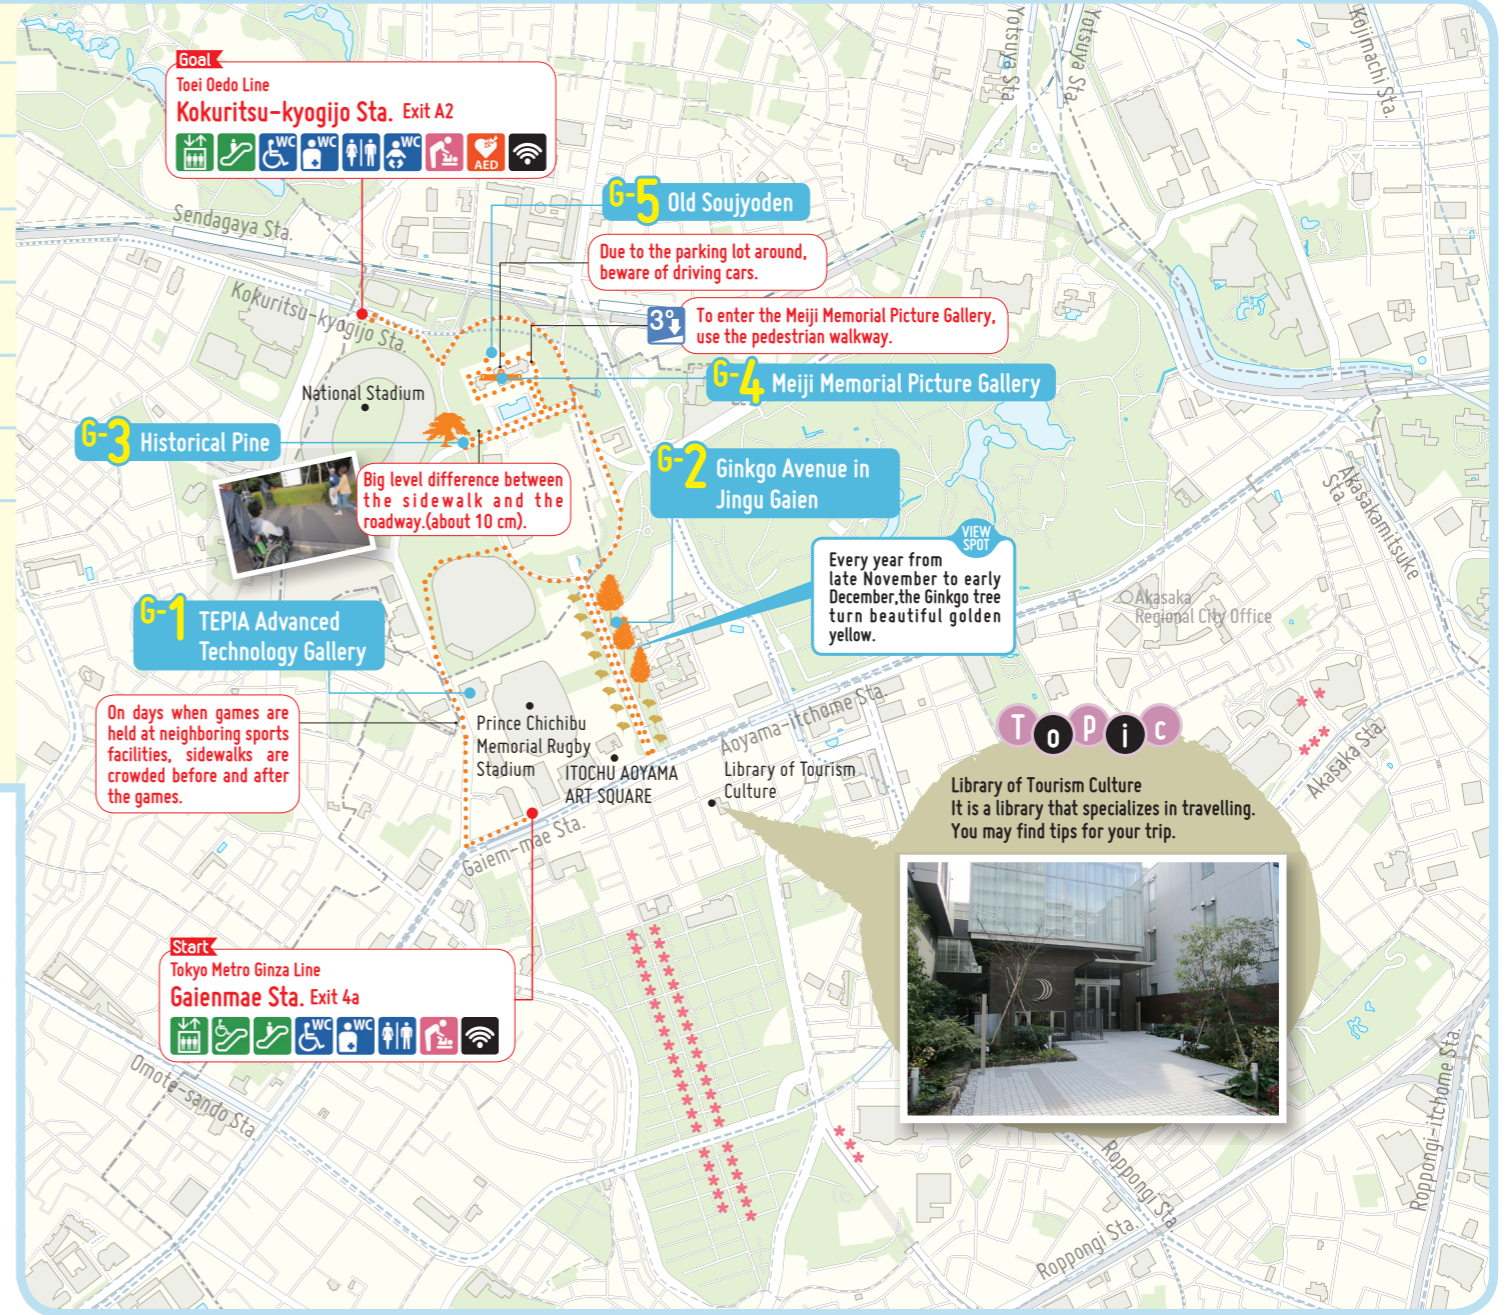 Goal
Toei Oedo Line
Kokuritsu-kyogijo Sta. Exit A2
WC
WC
WC
AED
Yotsuya Sta.
Yotsuya Sta.
Kojimachi Sta.
Sendagaya Sta.
G-5 Old Soujyoden
Due to the parking lot around,
beware of driving cars.
3°
To enter the Meiji Memorial Picture Gallery,
use the pedestrian walkway.
Kokuritsu-kyogijo Sta.
G-4 Meiji Memorial Picture Gallery
National Stadium
G-3 Historical Pine
Big level difference between
the sidewalk and the
roadway.(about 10 cm).
G-2 Ginkgo Avenue in
Jingu Gaien
VIEW
SPOT
Every year from
late November to early
December,the Ginkgo tree
turn beautiful golden
yellow.
Akasakamitsuke
Sta.
Akasaka
Regional City Office
G-1 TEPIA Advanced
Technology Gallery
On days when games are
held at neighboring sports
facilities, sidewalks are
crowded before and after
the games.
Prince Chichibu
Memorial Rugby
Stadium
ITOCHU AOYAMA
ART SQUARE
Aoyama-itchome Sta.
Library of Tourism
Culture
Gaiem-mae Sta.
Akasaka Sta.
Topic
Library of Tourism Culture
It is a library that specializes in travelling.
You may find tips for your trip.
Start
Tokyo Metro Ginza Line
Gaienmae Sta. Exit 4a
WC
WC
Omote-sando Sta.
Roppongi-itchome Sta.
Roppongi Sta.
Roppongi Sta.